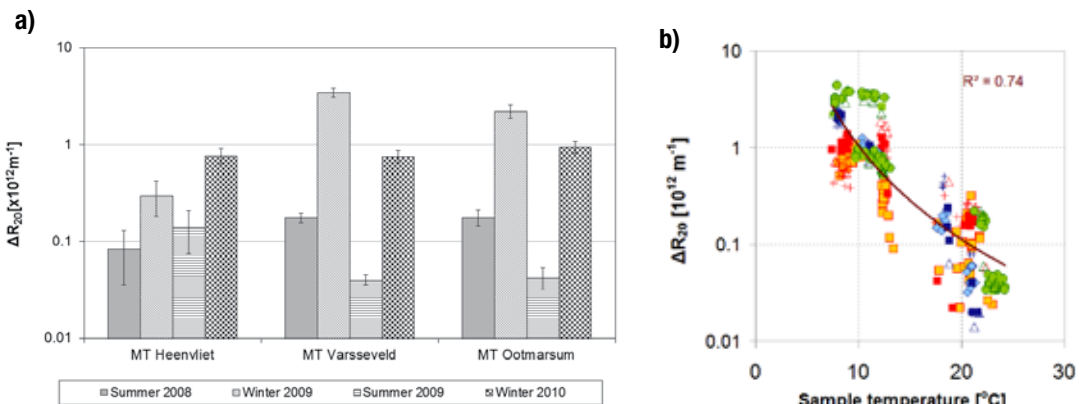 a)
10
1
0.1
0.01
ΔR₂₀[x10¹²m⁻¹]
MT Heenvliet MT Varsseveld MT Ootmarsum
Summer 2008 Winter 2009 Summer 2009 Winter 2010
b)
10
1
0.1
0.01
ΔR₂₀ [10¹² m⁻¹]
R² = 0.74
0 10 20 30
Sample temperature [⁰C]